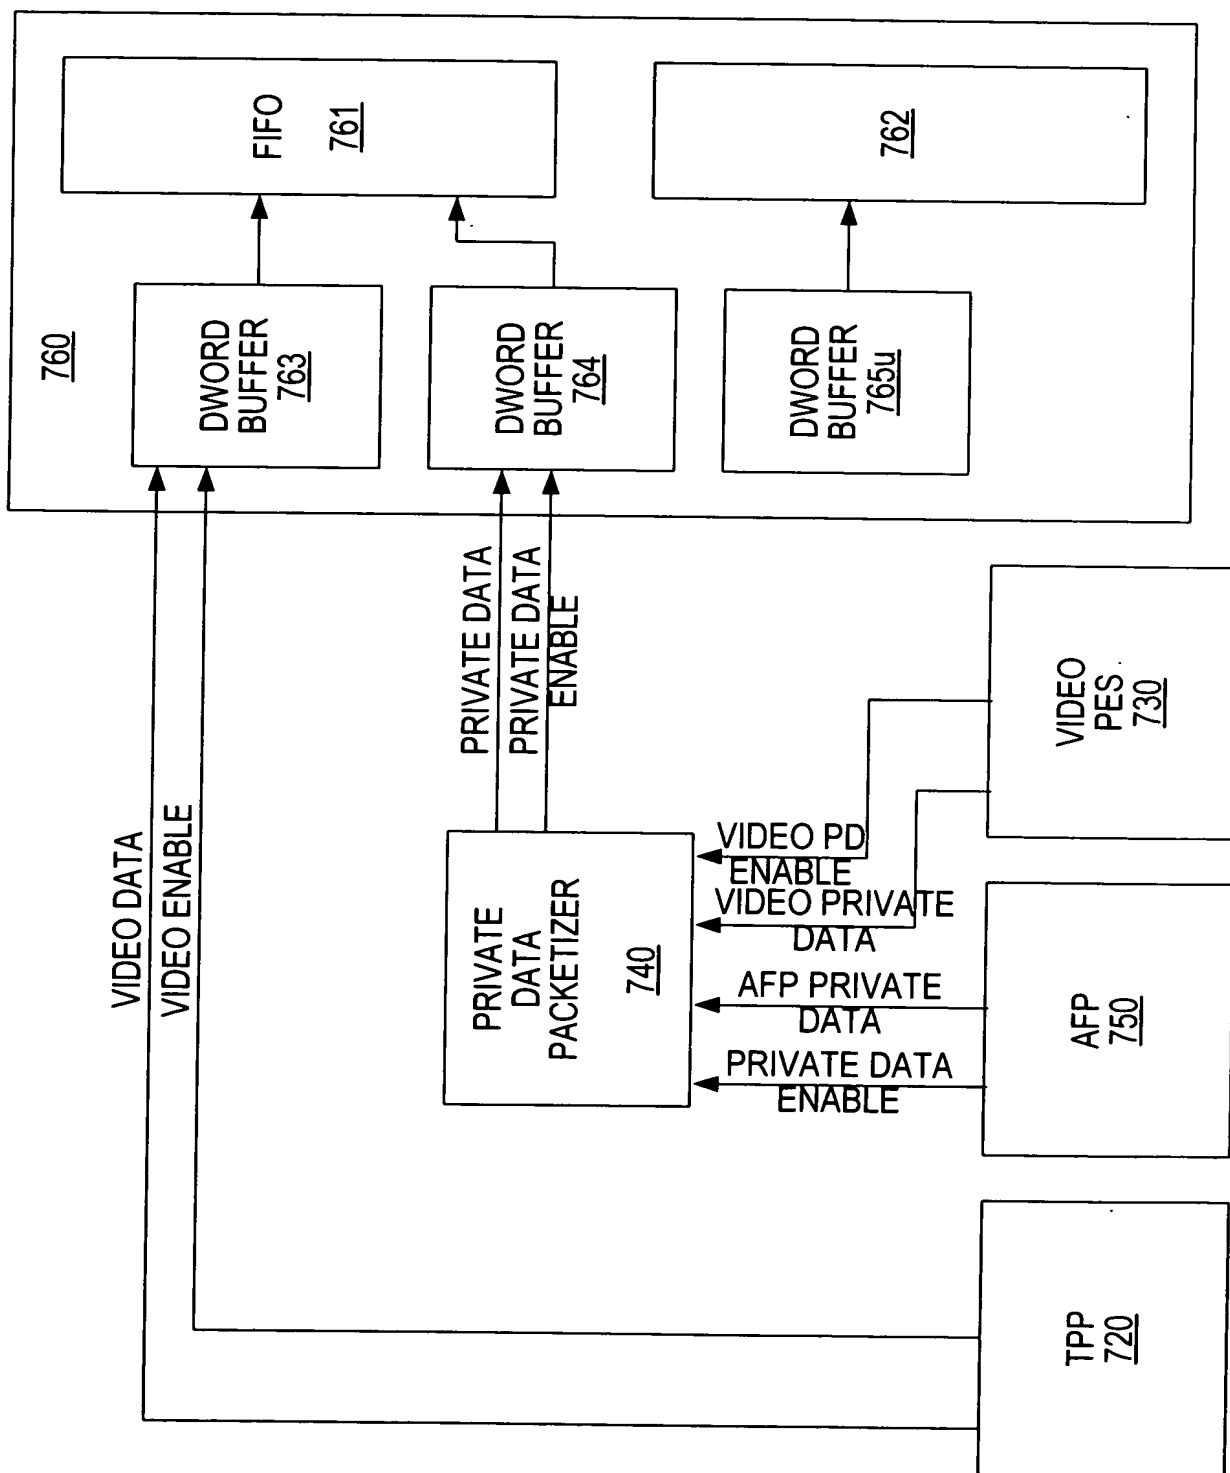 760
FIFO
761
762
DWORD
BUFFER
763
DWORD
BUFFER
764
DWORD
BUFFER
765u
VIDEO DATA
VIDEO ENABLE
PRIVATE DATA
PRIVATE DATA
ENABLE
PRIVATE
DATA
PACKETIZER
740
VIDEO PD
ENABLE
VIDEO PRIVATE
DATA
AFP PRIVATE
DATA
PRIVATE DATA
ENABLE
VIDEO
PES
730
AFP
750
TPP
720